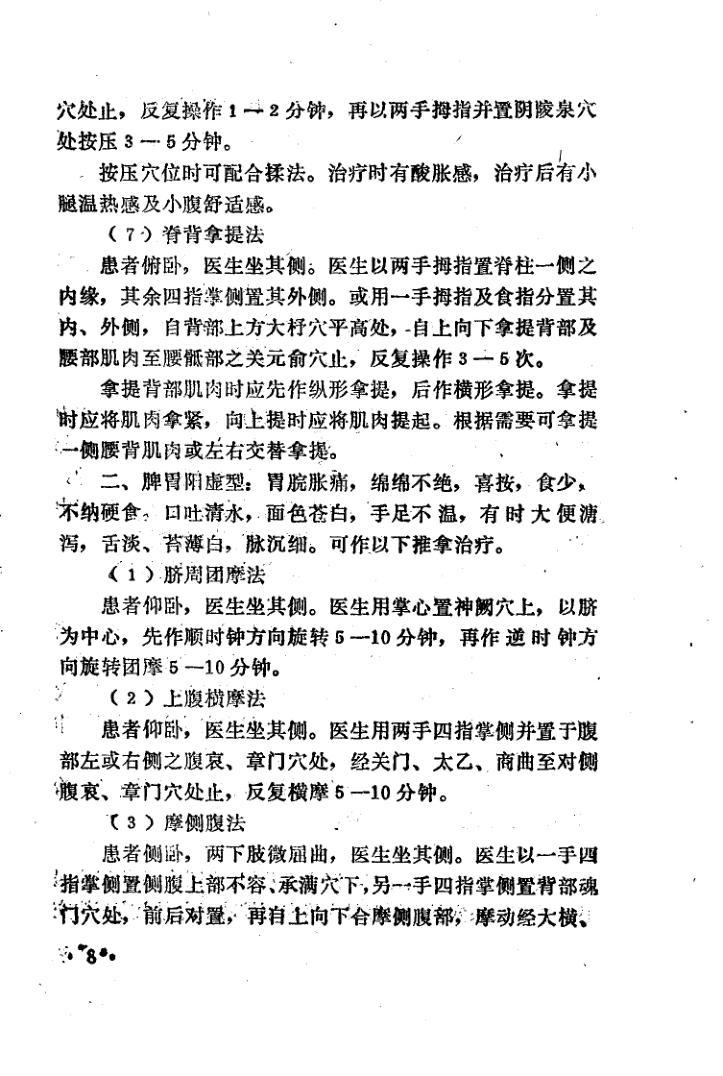 穴处止，反复操作1—2分钟，再以两手拇指并置阴陵泉穴
处按压3—5分钟。
按压穴位时可配合揉法。治疗时有酸胀感，治疗后有小
腿温热感及小腹舒适感。
（7）脊背拿提法
患者俯卧，医生坐其侧。医生以两手拇指置脊柱一侧之
内缘，其余四指掌侧置其外侧。或用一手拇指及食指分置其
内、外侧，自背部上方大杼穴平高处，自上向下拿提背部及
腰部肌肉至腰骶部之关元俞穴止，反复操作3—5次。
拿提背部肌肉时应先作纵形拿提，后作横形拿提。拿提
时应将肌肉拿紧，向上提时应将肌肉提起。根据需要可拿提
一侧腰背肌肉或左右交替拿提。
二、脾胃阳虚型：胃脘胀痛，绵绵不绝，喜按，食少，
不纳硬食。口吐清水，面色苍白，手足不温，有时大便溏
泻，舌淡、苔薄白，脉沉细。可作以下推拿治疗。
（1）脐周团摩法
患者仰卧，医生坐其侧。医生用掌心置神阙穴上，以脐
为中心，先作顺时钟方向旋转5—10分钟，再作逆时钟方
向旋转团摩5—10分钟。
（2）上腹横摩法
患者仰卧，医生坐其侧。医生用两手四指掌侧并置于腹
部左或右侧之腹哀、章门穴处，经关门、太乙、商曲至对侧
腹哀、章门穴处止，反复横摩5—10分钟。
（3）摩侧腹法
患者侧卧，两下肢微屈曲，医生坐其侧。医生以一手四
指掌侧置侧腹上部不容、承满穴下，另一手四指掌侧置背部魂
门穴处，前后对置，再自上向下合摩侧腹部，摩动经大横、
8